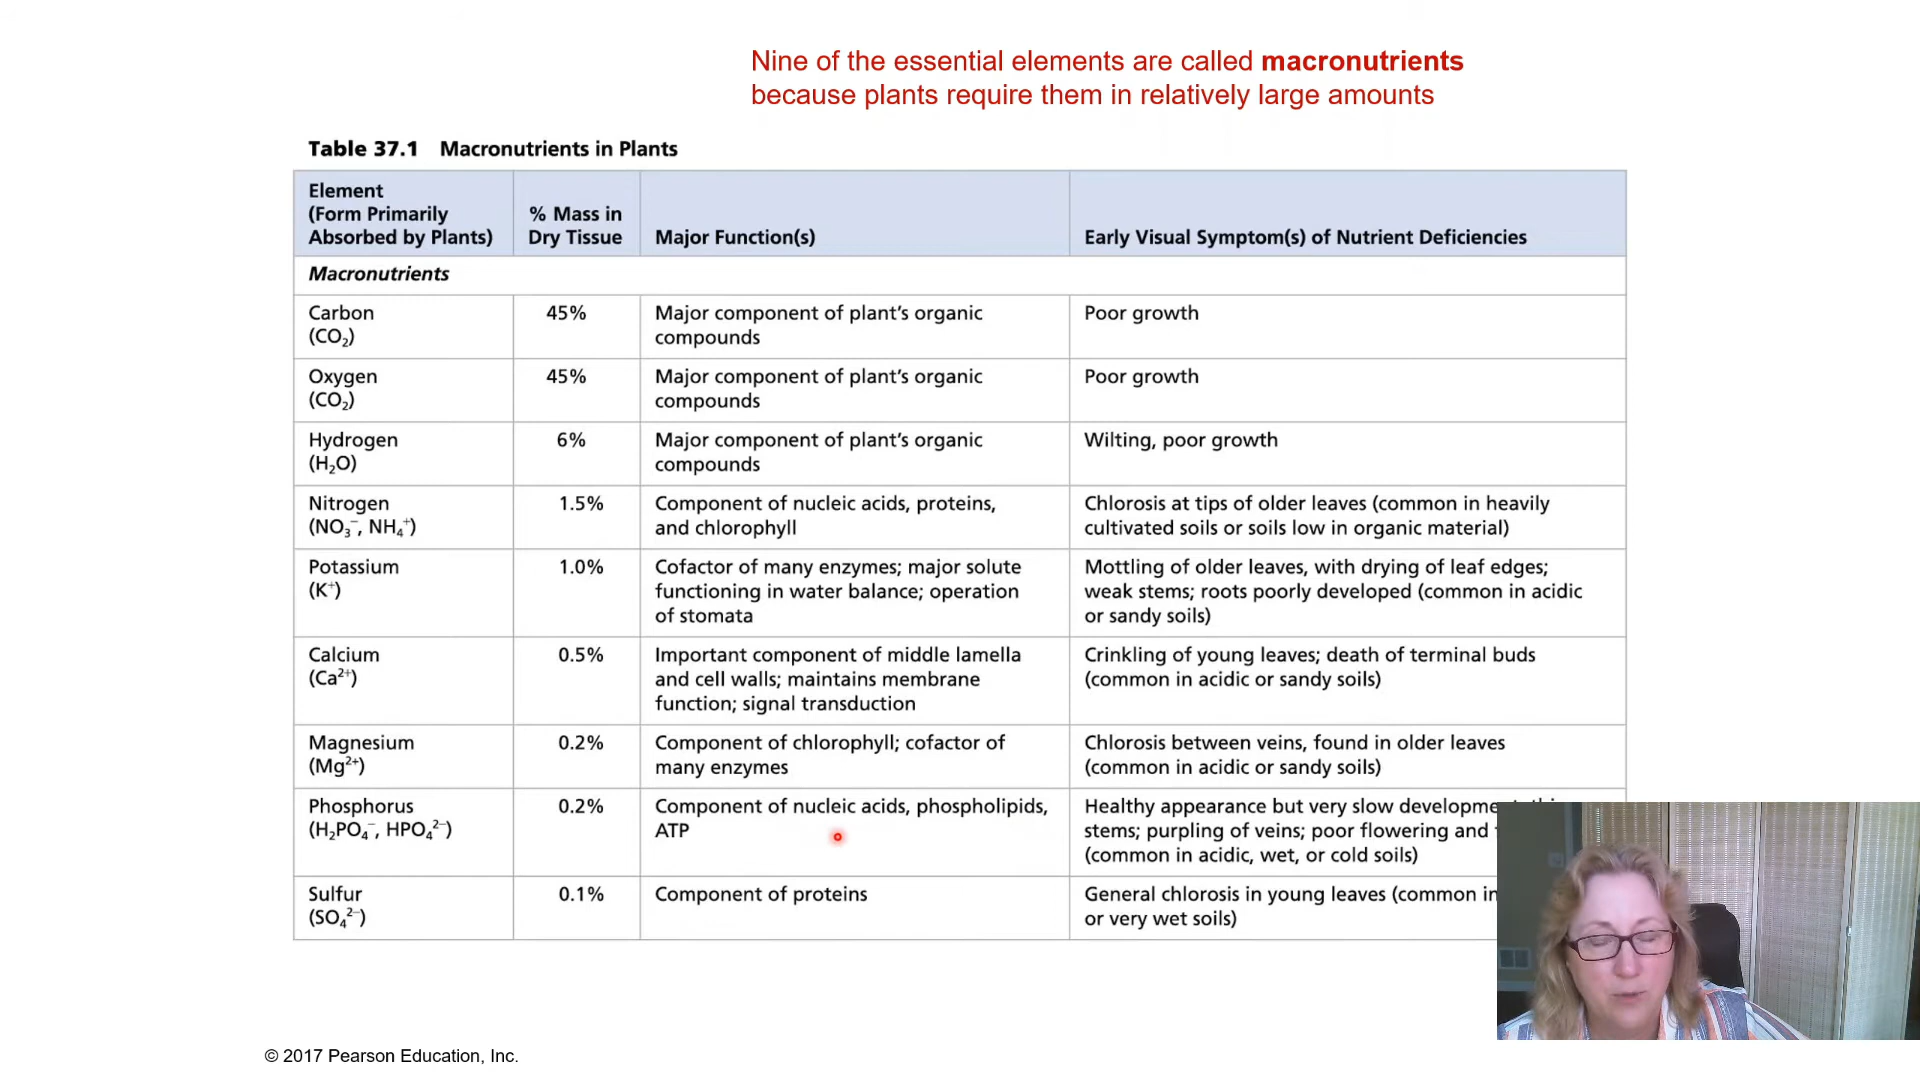 Nine of the essential elements are called macronutrients
because plants require them in relatively large amounts
Table 37.1 Macronutrients in Plants
Element
(Form Primarily
Absorbed by Plants)
% Mass in
Dry Tissue
Major Function(s)
Early Visual Symptom(s) of Nutrient Deficiencies
Macronutrients
Carbon
(CO₂)
45%
Major component of plant's organic
compounds
Poor growth
Oxygen
(CO₂)
45%
Major component of plant's organic
compounds
Poor growth
Hydrogen
(H₂O)
6%
Major component of plant's organic
compounds
Wilting, poor growth
Nitrogen
(NO₃⁻, NH₄⁺)
1.5%
Component of nucleic acids, proteins,
and chlorophyll
Chlorosis at tips of older leaves (common in heavily
cultivated soils or soils low in organic material)
Potassium
(K⁺)
1.0%
Cofactor of many enzymes; major solute
functioning in water balance; operation
of stomata
Mottling of older leaves, with drying of leaf edges;
weak stems; roots poorly developed (common in acidic
or sandy soils)
Calcium
(Ca²⁺)
0.5%
Important component of middle lamella
and cell walls; maintains membrane
function; signal transduction
Crinkling of young leaves; death of terminal buds
(common in acidic or sandy soils)
Magnesium
(Mg²⁺)
0.2%
Component of chlorophyll; cofactor of
many enzymes
Chlorosis between veins, found in older leaves
(common in acidic or sandy soils)
Phosphorus
(H₂PO₄⁻, HPO₄²⁻)
0.2%
Component of nucleic acids, phospholipids,
ATP
Healthy appearance but very slow
stems; purpling of veins; poor flowering and
(common in acidic, wet, or cold soils)
Sulfur
(SO₄²⁻)
0.1%
Component of proteins
General chlorosis in young leaves (common in
or very wet soils)
© 2017 Pearson Education, Inc.